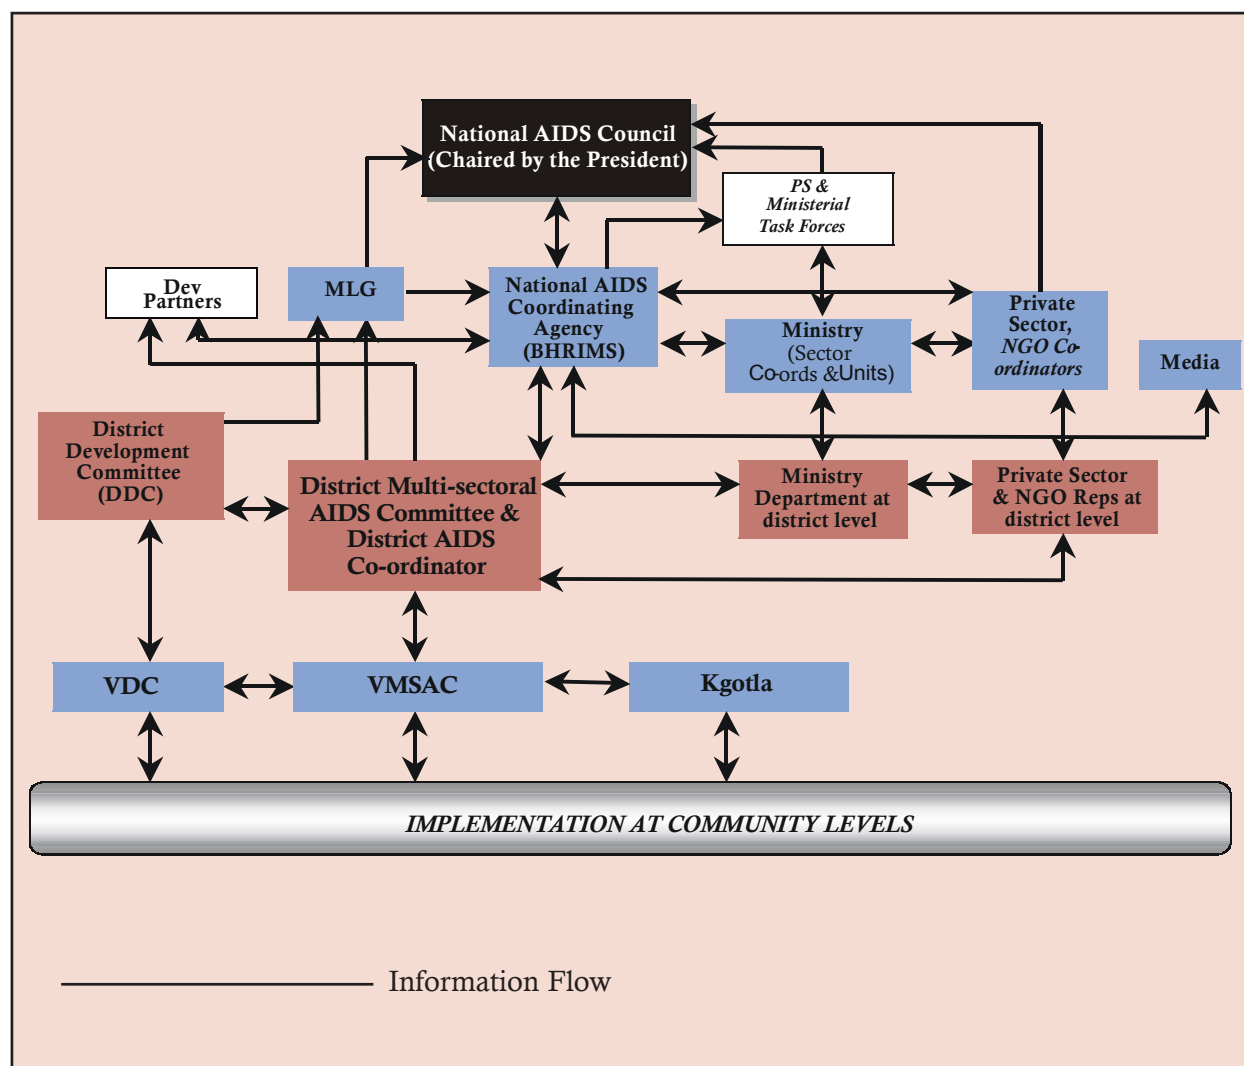 National AIDS Council
(Chaired by the President)
PS &
Ministerial
Task Forces
Dev
Partners
MLG
National AIDS
Coordinating
Agency
(BHRIMS)
Ministry
(Sector
Co-ords &Units)
Private
Sector,
NGO Co-
ordinators
Media
District
Development
Committee
(DDC)
District Multi-sectoral
AIDS Committee &
District AIDS
Co-ordinator
Ministry
Department at
district level
Private Sector
& NGO Reps at
district level
VDC
VMSAC
Kgotla
IMPLEMENTATION AT COMMUNITY LEVELS
Information Flow